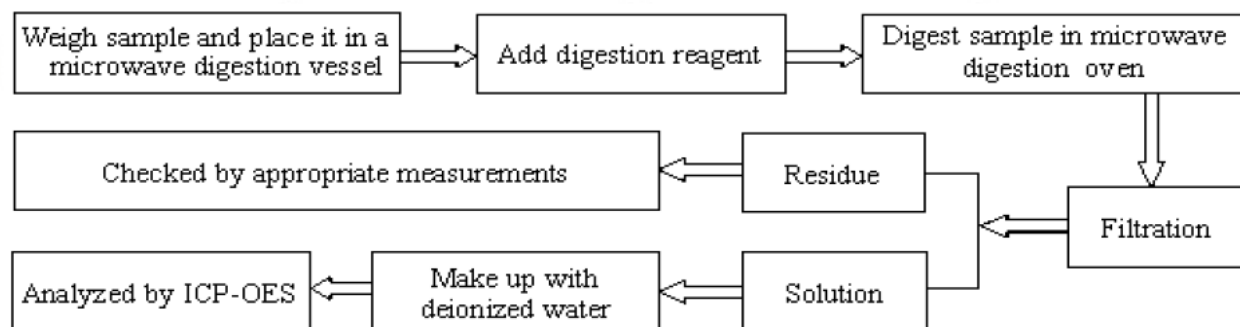 Weigh sample and place it in a
microwave digestion vessel
Add digestion reagent
Digest sample in microwave
digestion oven
Filtration
Residue
Checked by appropriate measurements
Solution
Make up with
deionized water
Analyzed by ICP-OES